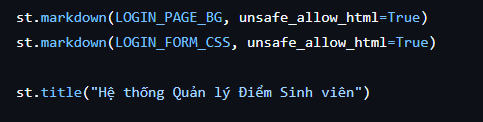 st.markdown(LOGIN_PAGE_BG, unsafe_allow_html=True)
st.markdown(LOGIN_FORM_CSS, unsafe_allow_html=True)
st.title("Hệ thống Quản lý Điểm Sinh viên")